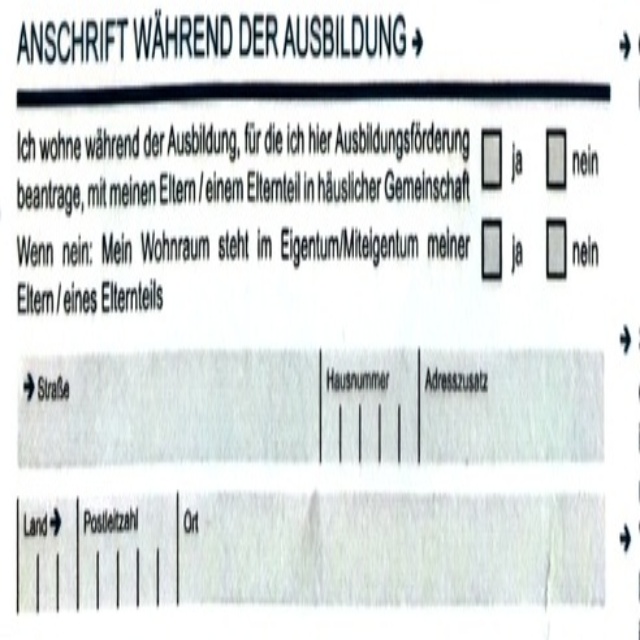 ANSCHRIFT WÄHREND DER AUSBILDUNG →
Ich wohne während der Ausbildung, für die ich hier Ausbildungsförderung
beantrage, mit meinen Eltern / einem Elternteil in häuslicher Gemeinschaft
ja nein
Wenn nein: Mein Wohnraum steht im Eigentum/Miteigentum meiner
Eltern / eines Elternteils
ja nein
→ Straße Hausnummer Adresszusatz
Land → Postleitzahl Ort